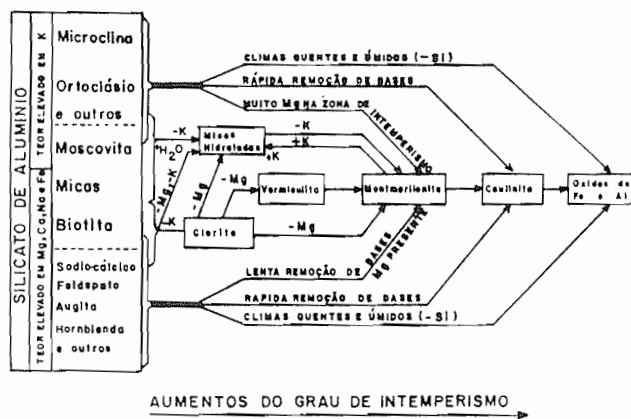 SILICATO DE ALUMÍNIO
TEOR ELEVADO EM K
TEOR ELEVADO EM Mg, Ca, Na e Fe
Microclina
Ortoclásio
e outros
Moscovita
Micas
Biotita
Sodio-cálcico
Feldspato
Augita
Hornblenda
e outros
CLIMAS QUENTES E ÚMIDOS (-SI)
RÁPIDA REMOÇÃO DE BASES
MUITO Mg NA ZONA DE
INTEMPERISMO
-K
+H2O
-Mg,-K
-K
Micas
Hidratadas
-K
+K
+K
-Mg
-Mg
Vermiculita
Montmorilonita
Caulinita
Óxidos de
Fe e Al
Clorita
-Mg
LENTA REMOÇÃO DE
BASES
Mg PRESENTE
RAPIDA REMOÇÃO DE BASES
CLIMAS QUENTES E ÚMIDOS (-SI)
AUMENTOS DO GRAU DE INTEMPERISMO